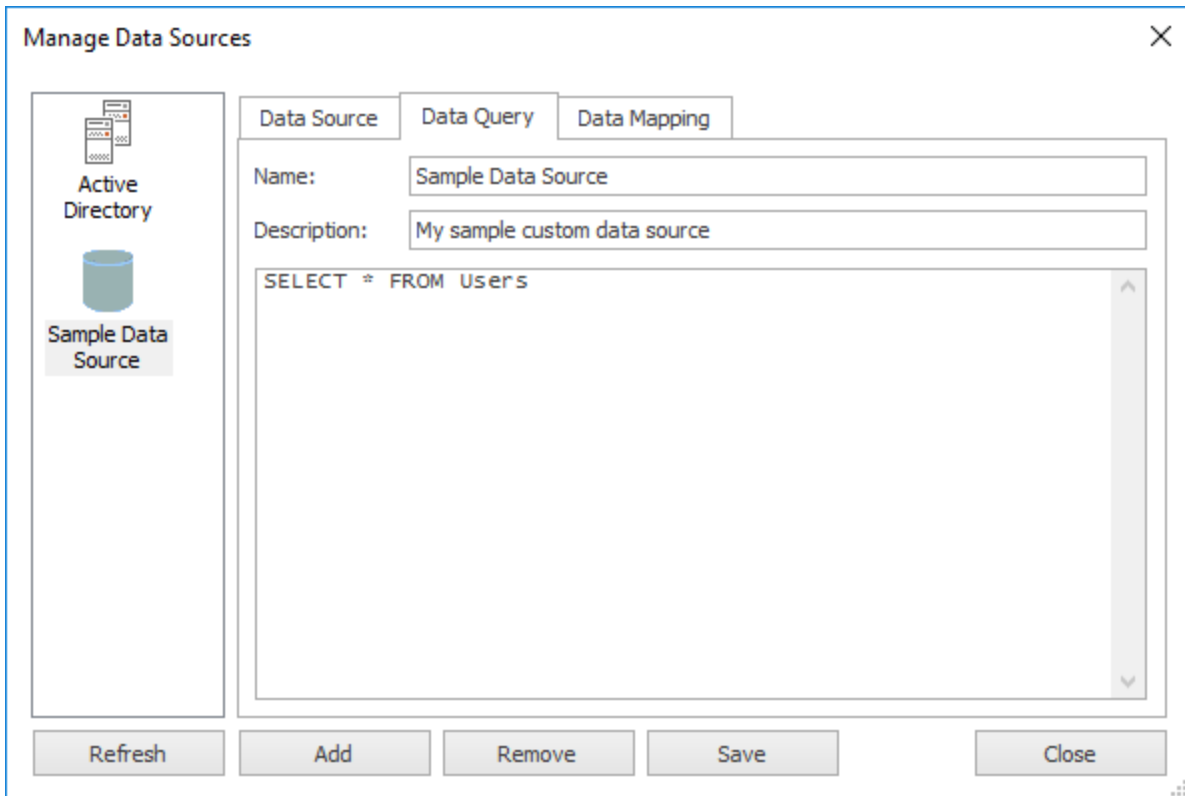 Manage Data Sources
Active
Directory
Sample Data
Source
Data Source
Data Query
Data Mapping
Name:
Sample Data Source
Description:
My sample custom data source
SELECT * FROM Users
Refresh
Add
Remove
Save
Close